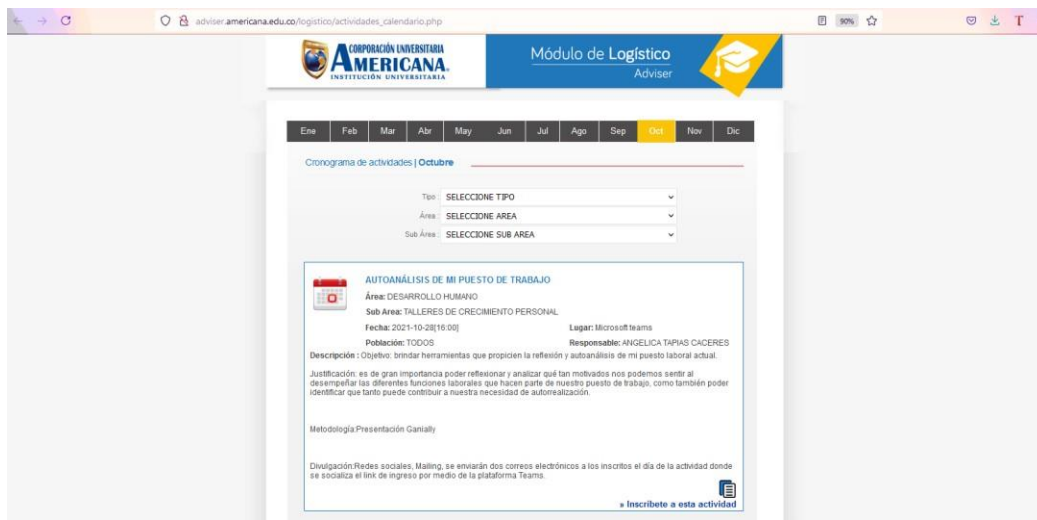 adviser.americana.edu.co/logistico/actividades_calendario.php
90%
T
CORPORACIÓN UNIVERSITARIA
AMERICANA
INSTITUCIÓN UNIVERSITARIA
Módulo de Logístico
Adviser
Ene Feb Mar Abr May Jun Jul Ago Sep Oct Nov Dic
Cronograma de actividades | Octubre
Tipo : SELECCIONE TIPO
Área : SELECCIONE AREA
Sub Área : SELECCIONE SUB AREA
AUTOANÁLISIS DE MI PUESTO DE TRABAJO
Área: DESARROLLO HUMANO
Sub Area: TALLERES DE CRECIMIENTO PERSONAL
Fecha: 2021-10-28[16:00] Lugar: Microsoft teams
Población: TODOS Responsable: ANGELICA TAPIAS CACERES
Descripción : Objetivo: brindar herramientas que propicien la reflexión y autoanálisis de mi puesto laboral actual.
Justificación: es de gran importancia poder reflexionar y analizar qué tan motivados nos podemos sentir al
desempeñar las diferentes funciones laborales que hacen parte de nuestro puesto de trabajo, como también poder
identificar que tanto puede contribuir a nuestra necesidad de autorrealización.
Metodología:Presentación Ganially
Divulgación:Redes sociales, Mailing, se enviarán dos correos electrónicos a los inscritos el día de la actividad donde
se socializa el link de ingreso por medio de la plataforma Teams.
» Inscríbete a esta actividad